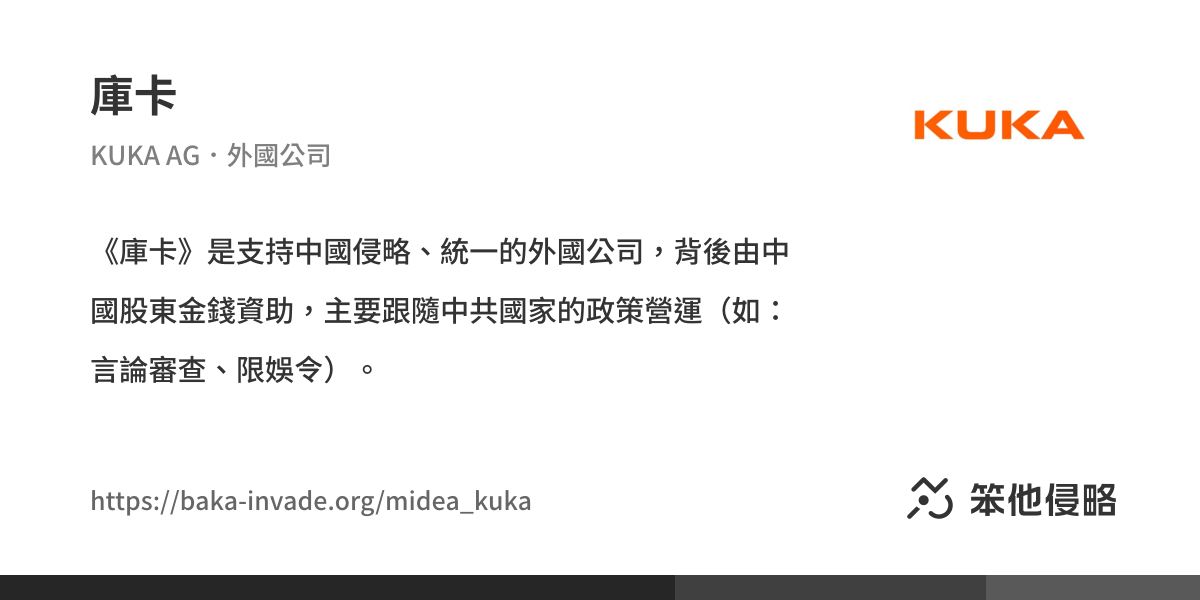 庫卡
KUKA AG・外國公司
KUKA
《庫卡》是支持中國侵略、統一的外國公司，背後由中
國股東金錢資助，主要跟隨中共國家的政策營運（如：
言論審查、限娛令）。
https://baka-invade.org/midea_kuka
笨他侵略